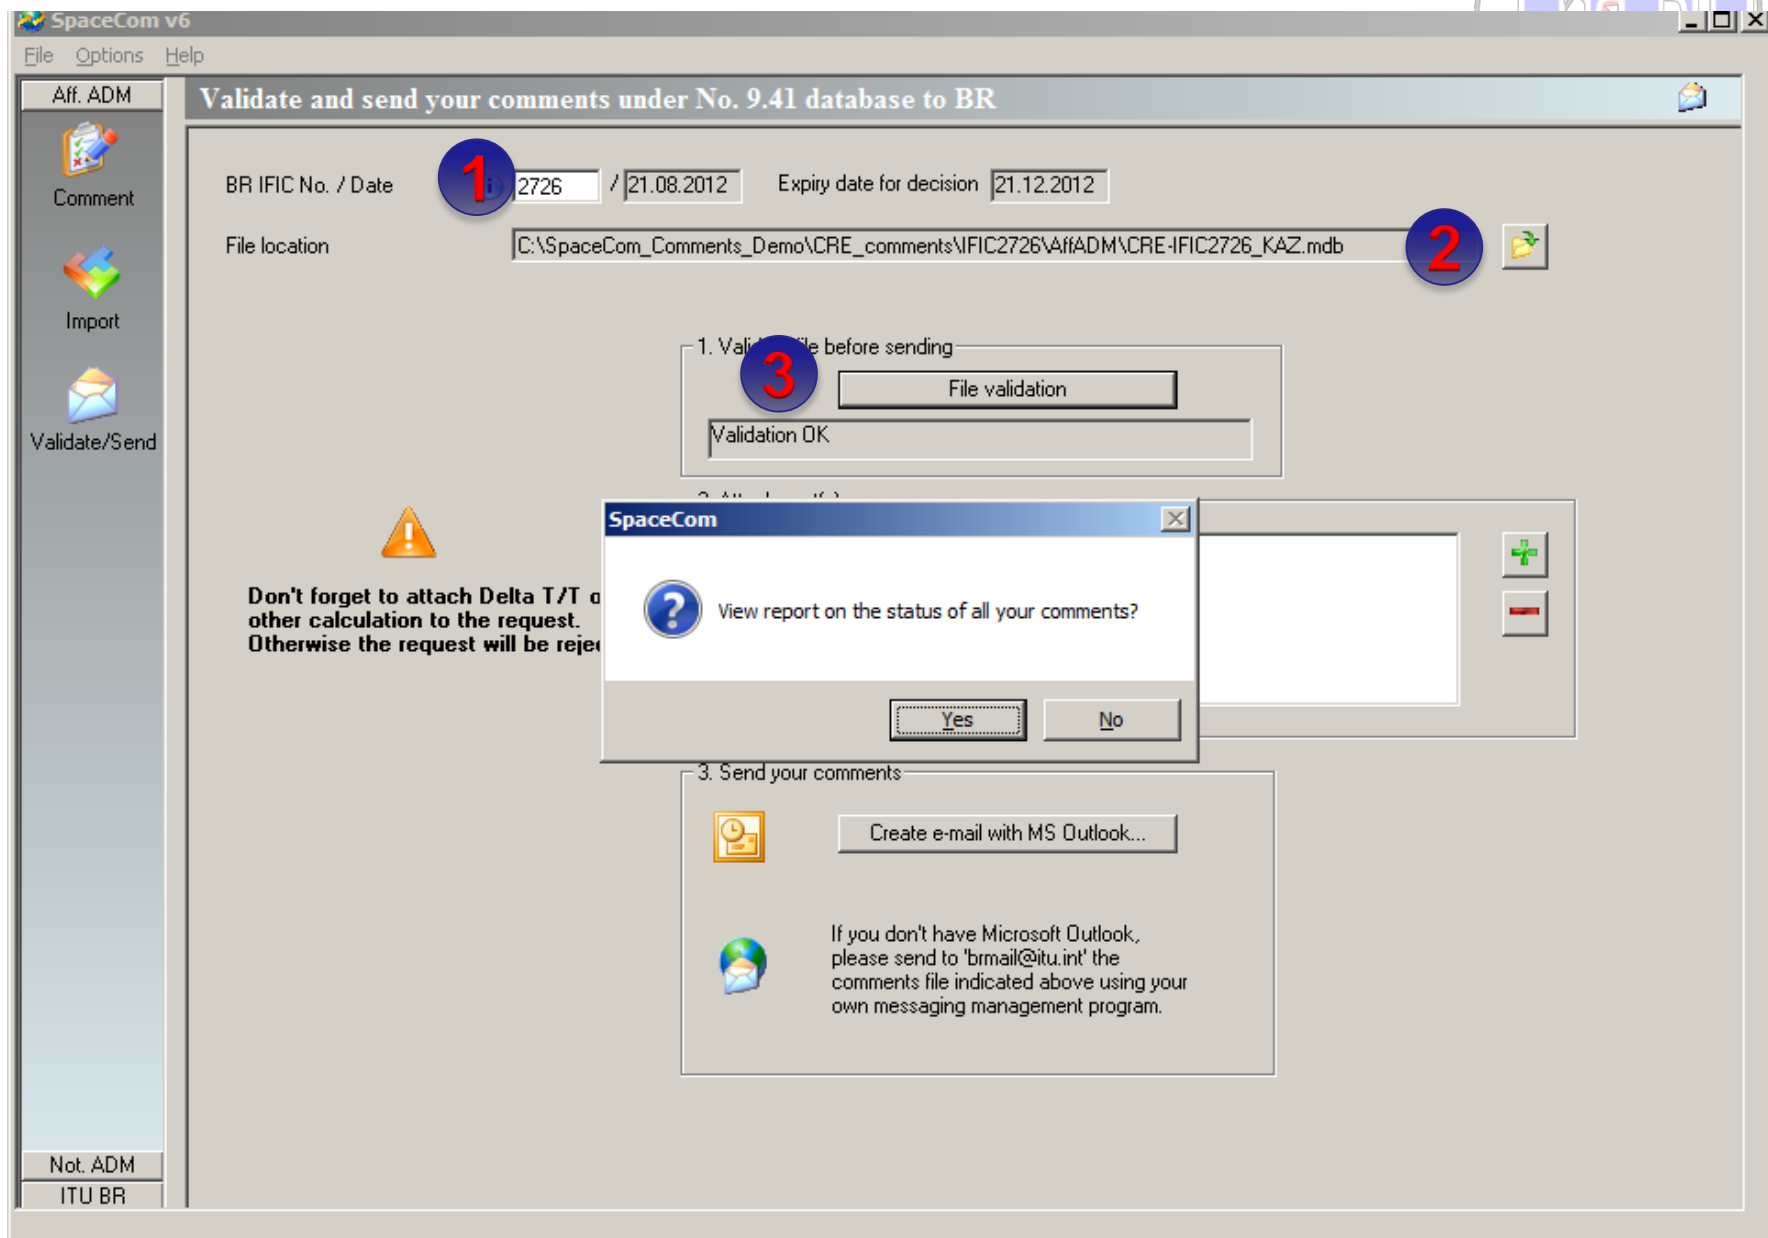 SpaceCom v6
File Options Help
Aff. ADM
Validate and send your comments under No. 9.41 database to BR
Comment
Import
Validate/Send
Not. ADM
ITU BR
BR IFIC No. / Date 1 2726 / 21.08.2012 Expiry date for decision 21.12.2012
File location C:\SpaceCom_Comments_Demo\CRE_comments\IFIC2726\AffADM\CRE-IFIC2726_KAZ.mdb 2
1. file before sending
3
File validation
Validation OK
Don't forget to attach Delta T/T
other calculation to the request.
Otherwise the request will be
SpaceCom
View report on the status of all your comments?
Yes No
3. Send your comments
Create e-mail with MS Outlook...
If you don't have Microsoft Outlook,
please send to 'brmail@itu.int' the
comments file indicated above using your
own messaging management program.